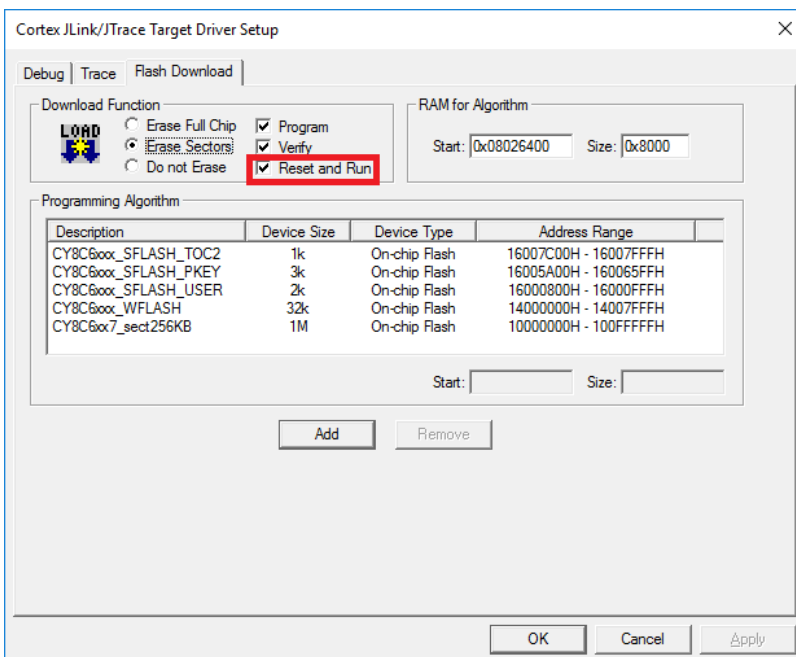 Cortex JLink/JTrace Target Driver Setup
Debug Trace Flash Download
Download Function
LOAD
Erase Full Chip
Erase Sectors
Do not Erase
Program
Verify
Reset and Run
RAM for Algorithm
Start: 0x08026400 Size: 0x8000
Programming Algorithm
Description Device Size Device Type Address Range
CY8C6xxx_SFLASH_TOC2 1k On-chip Flash 16007C00H - 16007FFFH
CY8C6xxx_SFLASH_PKEY 3k On-chip Flash 16005A00H - 160065FFH
CY8C6xxx_SFLASH_USER 2k On-chip Flash 16000800H - 16000FFFH
CY8C6xxx_WFLASH 32k On-chip Flash 14000000H - 14007FFFH
CY8C6xx7_sect256KB 1M On-chip Flash 10000000H - 100FFFFFH
Start: Size:
Add Remove
OK Cancel Apply